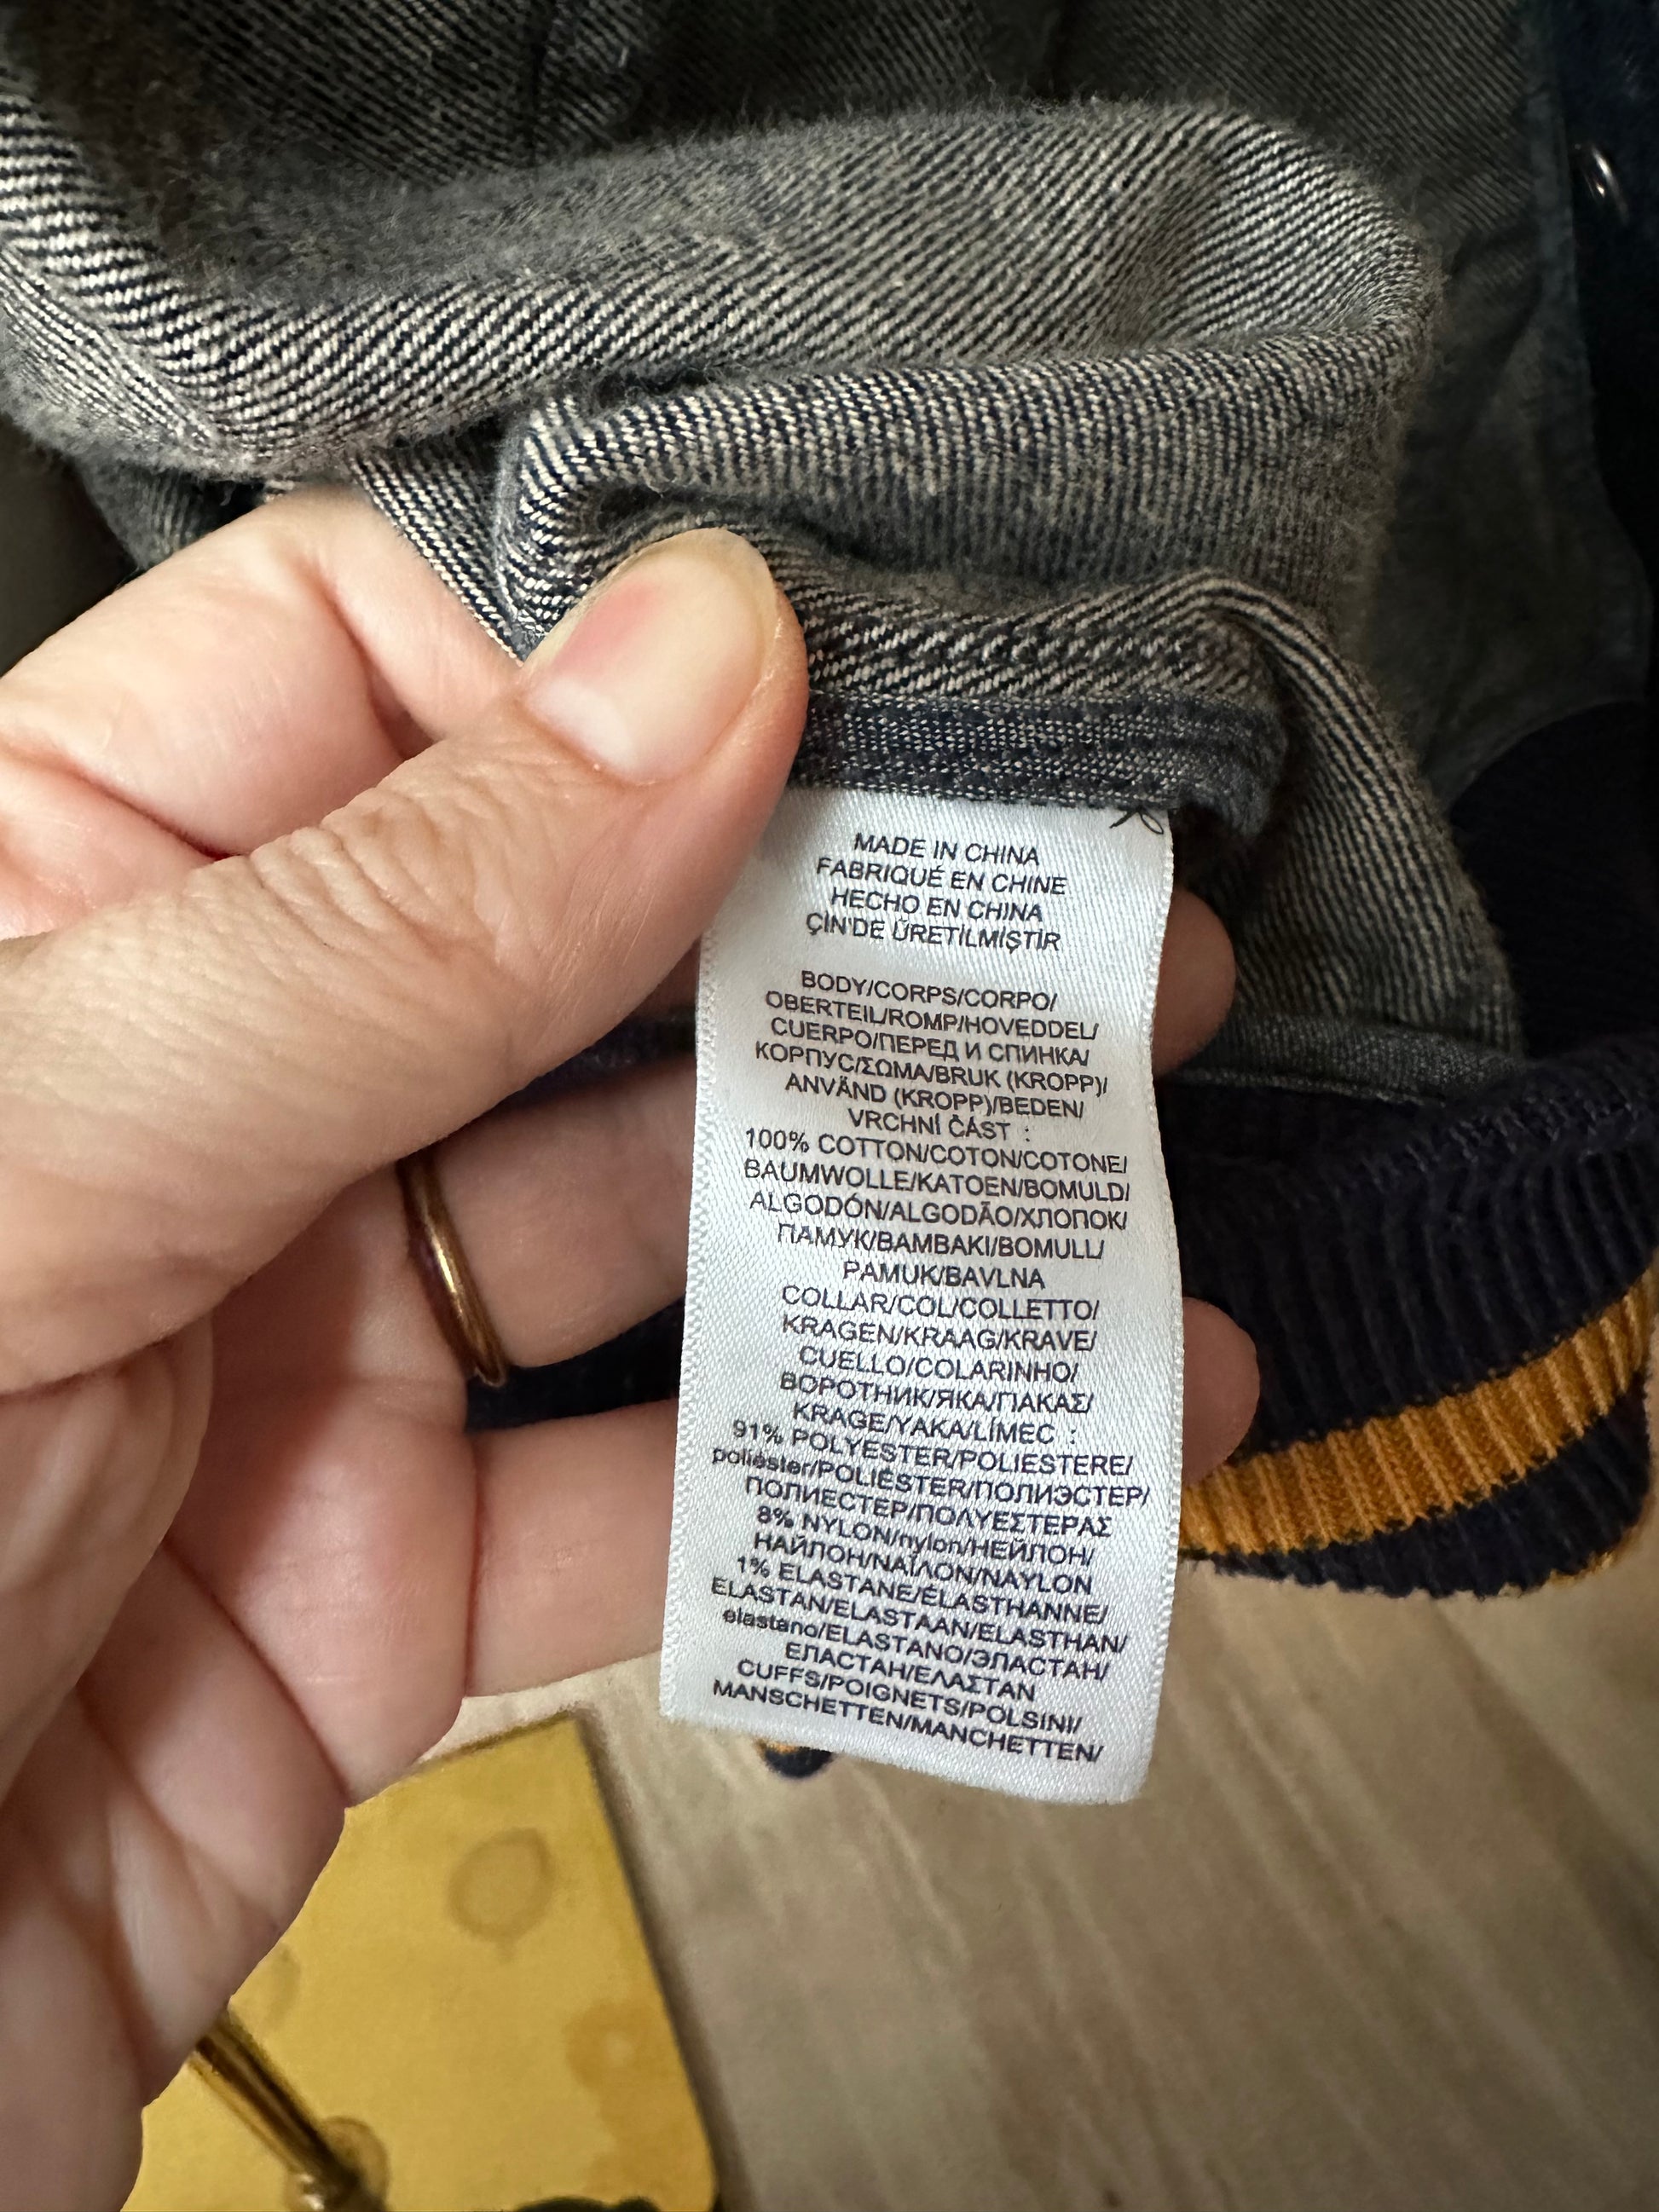 MADE IN CHINA
FABRIQUÉ EN CHINE
HECHO EN CHINA
ÇİN'DE ÜRETİLMİŞTİR
BODY/CORPS/CORPO/
OBERTEIL/ROMP/HOVEDDEL/
CUERPO/ПЕРЕД И СПИНКА/
КОРПУС/ΣΩΜΑ/BRUK (KROPP)/
ANVÄND (KROPP)/BEDEN/
VRCHNÍ ČÁST :
100% COTTON/COTON/COTONE/
BAUMWOLLE/KATOEN/BOMULD/
ALGODÓN/ALGODÃO/ХЛОПОК/
ПАМУК/BAMBAKI/BOMULL/
PAMUK/BAVLNA
COLLAR/COL/COLLETTO/
KRAGEN/KRAAG/KRAVE/
CUELLO/COLARINHO/
ВОРОТНИК/ЯКА/ΓΙΑΚΑΣ/
KRAGE/YAKA/LÍMEC :
91% POLYESTER/POLIESTERE/
poliéster/POLIÉSTER/ПОЛИЭСТЕР/
ПОЛИЕСТЕР/ΠΟΛΥΕΣΤΕΡΑΣ
8% NYLON/nylon/НЕЙЛОН/
НАЙЛОН/ΝΑΪΛΟΝ/NAYLON
1% ELASTANE/ÉLASTHANNE/
ELASTAN/ELASTAAN/ELASTHAN/
elastano/ELASTANO/ЭЛАСТАН/
ЕЛАСТАН/ΕΛΑΣΤΑΝ
CUFFS/POIGNETS/POLSINI/
MANSCHETTEN/MANCHETTEN/